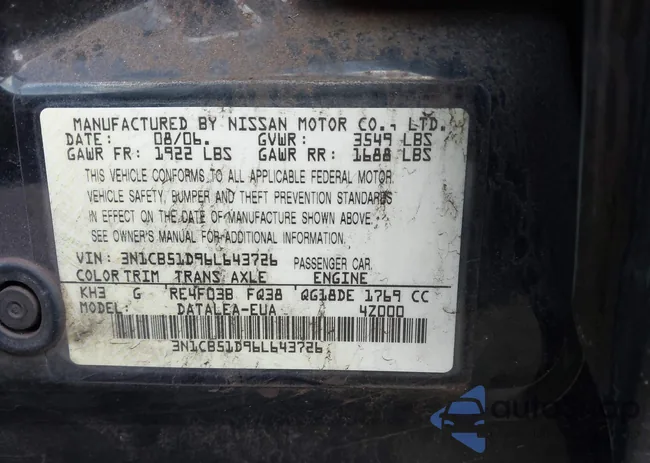 MANUFACTURED BY NISSAN MOTOR CO., LTD.
DATE: 08/06. GVWR: 3549 LBS
GAWR FR: 1922 LBS GAWR RR: 1688 LBS
THIS VEHICLE CONFORMS TO ALL APPLICABLE FEDERAL MOTOR
VEHICLE SAFETY, BUMPER AND THEFT PREVENTION STANDARDS
IN EFFECT ON THE DATE OF MANUFACTURE SHOWN ABOVE.
SEE OWNER'S MANUAL FOR ADDITIONAL INFORMATION.
VIN: 3N1CB51D96L643726 PASSENGER CAR
COLOR TRIM TRANS AXLE ENGINE
KH3 G RE4F03B FQ38 QG18DE 1769 CC
MODEL: DATALEA-EUA 4Z000
3N1CB51D96L643726